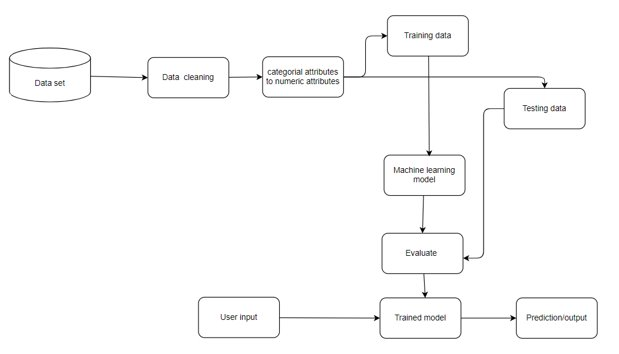 Training data
Data set
Data cleaning
categorial attributes
to numeric attributes
Testing data
Machine learning
model
Evaluate
User input
Trained model
Prediction/output